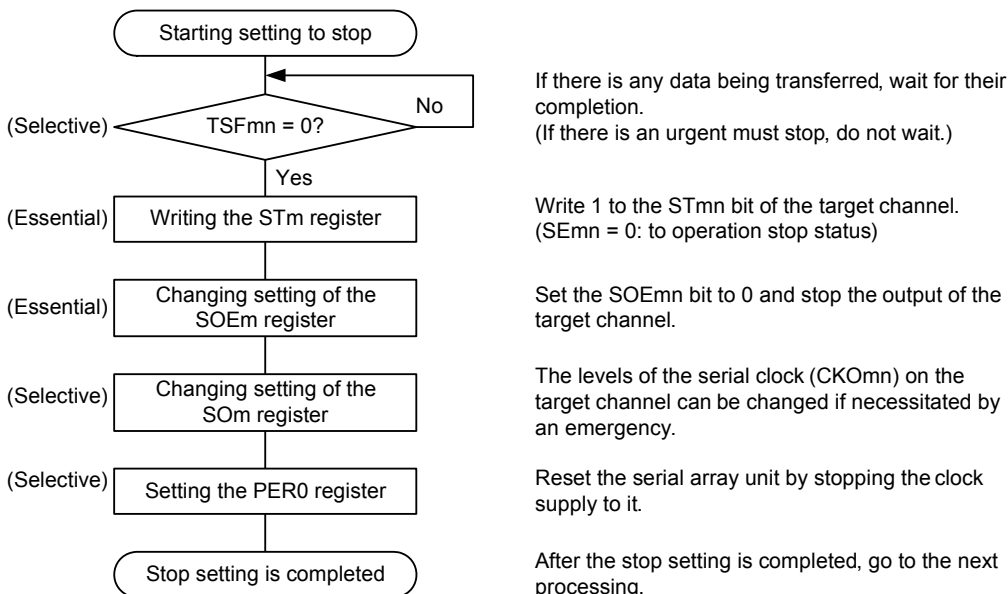 Starting setting to stop
If there is any data being transferred, wait for their
completion.
(If there is an urgent must stop, do not wait.)
No
(Selective)
TSFmn = 0?
Yes
(Essential)
Writing the STm register
Write 1 to the STmn bit of the target channel.
(SEmn = 0: to operation stop status)
(Essential)
Changing setting of the
SOEm register
Set the SOEmn bit to 0 and stop the output of the
target channel.
(Selective)
Changing setting of the
SOm register
The levels of the serial clock (CKOmn) on the
target channel can be changed if necessitated by
an emergency.
(Selective)
Setting the PER0 register
Reset the serial array unit by stopping the clock
supply to it.
Stop setting is completed
After the stop setting is completed, go to the next
processing.